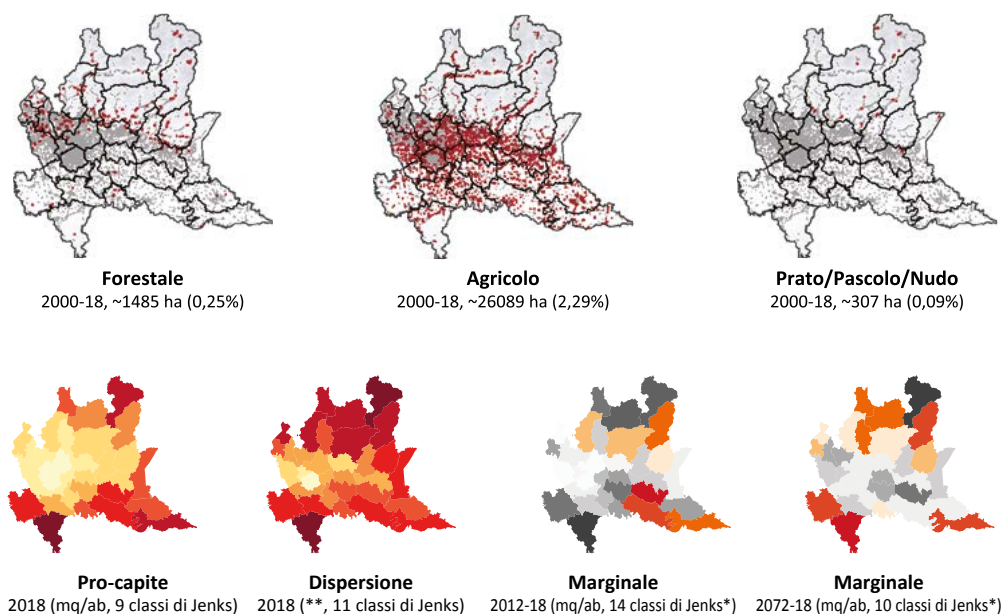 Forestale
2000-18, ~1485 ha (0,25%)
Agricolo
2000-18, ~26089 ha (2,29%)
Prato/Pascolo/Nudo
2000-18, ~307 ha (0,09%)
Pro-capite
2018 (mq/ab, 9 classi di Jenks)
Dispersione
2018 (**, 11 classi di Jenks)
Marginale
2012-18 (mq/ab, 14 classi di Jenks*)
Marginale
2072-18 (mq/ab, 10 classi di Jenks*)